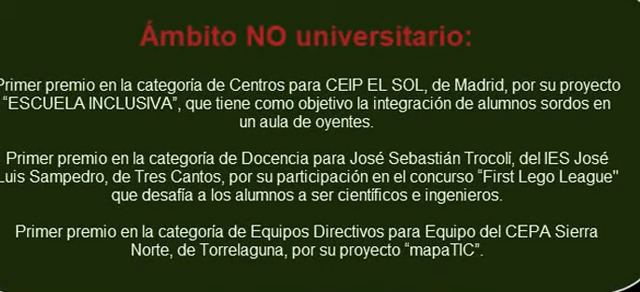 Ámbito NO universitario:
Primer premio en la categoría de Centros para CEIP EL SOL, de Madrid, por su proyecto
“ESCUELA INCLUSIVA”, que tiene como objetivo la integración de alumnos sordos en
un aula de oyentes.
Primer premio en la categoría de Docencia para José Sebastián Trocolí, del IES José
Luis Sampedro, de Tres Cantos, por su participación en el concurso “First Lego League"
que desafía a los alumnos a ser científicos e ingenieros.
Primer premio en la categoría de Equipos Directivos para Equipo del CEPA Sierra
Norte, de Torrelaguna, por su proyecto “mapaTIC”.